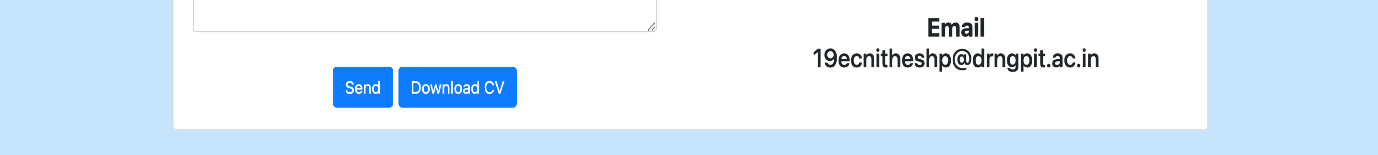 Email
19ecnitheshp@drngpit.ac.in
Send
Download CV